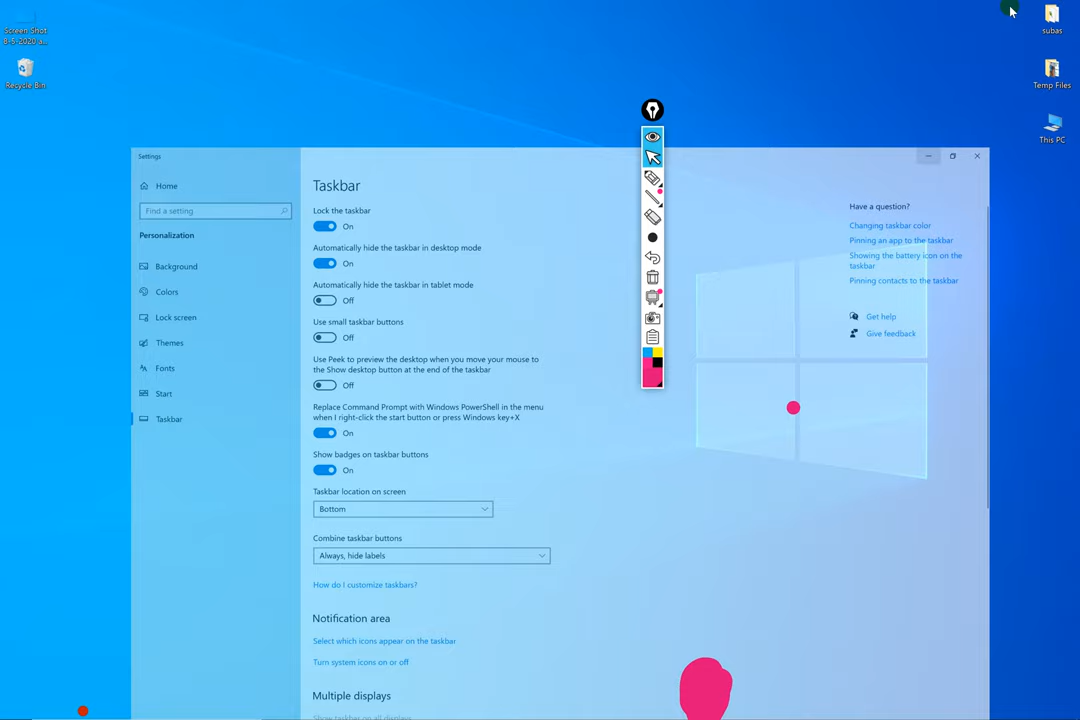 Screen Shot
8-5-2020 a...
Recycle Bin
subas
Temp Files
This PC
Settings
Home
Find a setting
Personalization
Background
Colors
Lock screen
Themes
Fonts
Start
Taskbar
Taskbar
Lock the taskbar
On
Automatically hide the taskbar in desktop mode
On
Automatically hide the taskbar in tablet mode
Off
Use small taskbar buttons
Off
Use Peek to preview the desktop when you move your mouse to
the Show desktop button at the end of the taskbar
Off
Replace Command Prompt with Windows PowerShell in the menu
when I right-click the start button or press Windows key+X
On
Show badges on taskbar buttons
On
Taskbar location on screen
Bottom
Combine taskbar buttons
Always, hide labels
How do I customize taskbars?
Notification area
Select which icons appear on the taskbar
Turn system icons on or off
Multiple displays
Show taskbar on all displays
Have a question?
Changing taskbar color
Pinning an app to the taskbar
Showing the battery icon on the
taskbar
Pinning contacts to the taskbar
Get help
Give feedback